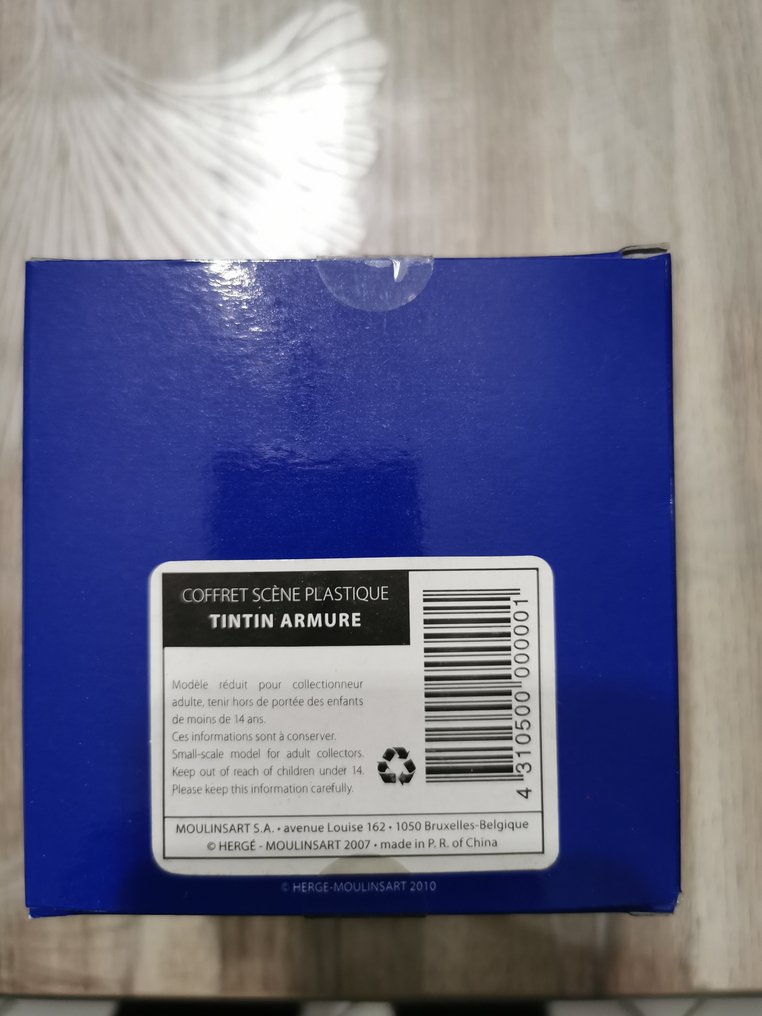 COFFRET SCÈNE PLASTIQUE
TINTIN ARMURE
Modèle réduit pour collectionneur
adulte, tenir hors de portée des enfants
de moins de 14 ans.
Ces informations sont à conserver.
Small-scale model for adult collectors.
Keep out of reach of children under 14.
Please keep this information carefully.
4 310500 000001
MOULINSART S.A. • avenue Louise 162 • 1050 Bruxelles-Belgique
© HERGÉ - MOULINSART 2007 • made in P. R. of China
© HERGÉ-MOULINSART 2010